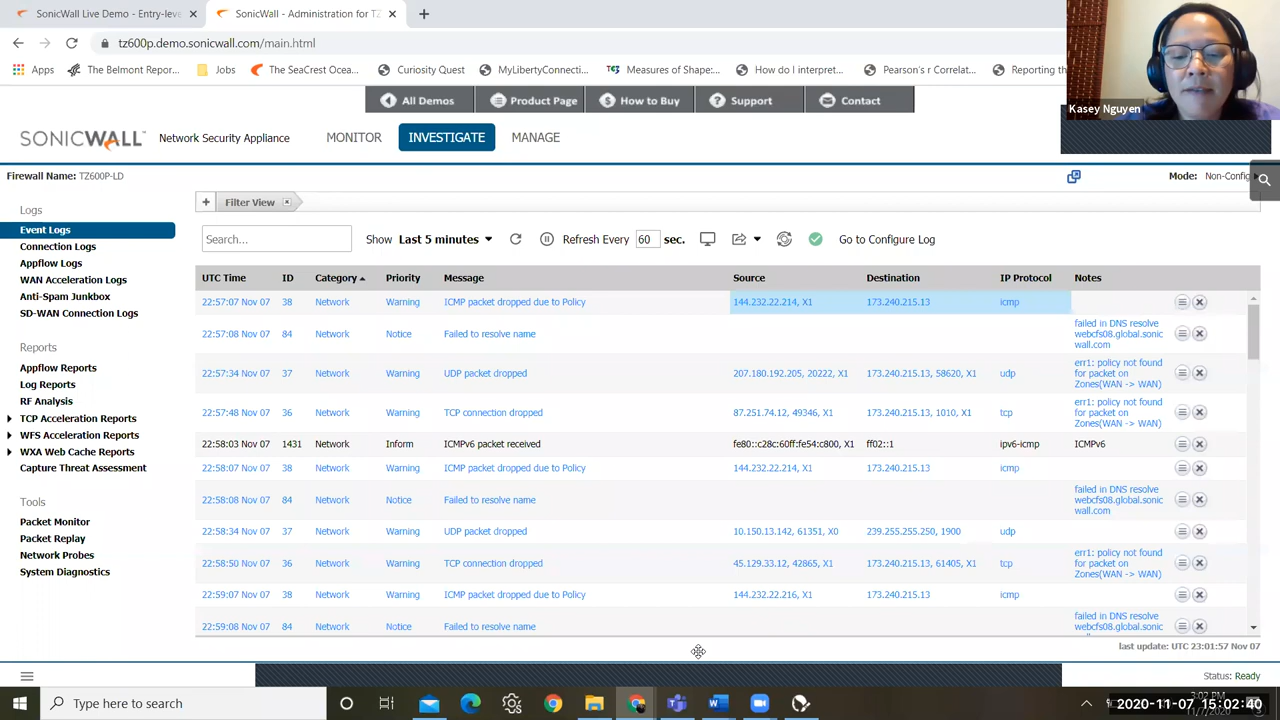 SonicWall Live Demo - Entry-leve
SonicWall - Administration for TZ
tz600p.demo.sonicwall.com/main.html
Apps
The Belmont Repor...
Jobs
The SeaCrest Ocea...
Curiosity Quest
MyLibertyConnecti...
Measures of Shape:...
How do I interpret...
Pearson's r Correlat...
Reporting th
Kasey Nguyen
All Demos
Product Page
How to Buy
Support
Contact
SONICWALL
Network Security Appliance
MONITOR
INVESTIGATE
MANAGE
Firewall Name: TZ600P-LD
Mode: Non-Config
Logs
Event Logs
Connection Logs
Appflow Logs
WAN Acceleration Logs
Anti-Spam Junkbox
SD-WAN Connection Logs
Reports
Appflow Reports
Log Reports
RF Analysis
TCP Acceleration Reports
WFS Acceleration Reports
WXA Web Cache Reports
Capture Threat Assessment
Tools
Packet Monitor
Packet Replay
Network Probes
System Diagnostics
+ Filter View
Search...
Show Last 5 minutes
Refresh Every 60 sec.
Go to Configure Log
UTC Time ID Category Priority Message Source Destination IP Protocol Notes
22:57:07 Nov 07 38 Network Warning ICMP packet dropped due to Policy 144.232.22.214, X1 173.240.215.13 icmp
22:57:08 Nov 07 84 Network Notice Failed to resolve name
failed in DNS resolve
webcfs08.global.sonic
wall.com
22:57:34 Nov 07 37 Network Warning UDP packet dropped 207.180.192.205, 20222, X1 173.240.215.13, 58620, X1 udp
err1: policy not found
for packet on
Zones(WAN -> WAN)
22:57:48 Nov 07 36 Network Warning TCP connection dropped 87.251.74.12, 49346, X1 173.240.215.13, 1010, X1 tcp
err1: policy not found
for packet on
Zones(WAN -> WAN)
22:58:03 Nov 07 1431 Network Inform ICMPv6 packet received fe80::c28c:60ff:fe54:c800, X1 ff02::1 ipv6-icmp ICMPv6
22:58:07 Nov 07 38 Network Warning ICMP packet dropped due to Policy 144.232.22.214, X1 173.240.215.13 icmp
22:58:08 Nov 07 84 Network Notice Failed to resolve name
failed in DNS resolve
webcfs08.global.sonic
wall.com
22:58:34 Nov 07 37 Network Warning UDP packet dropped 10.150.13.142, 61351, X0 239.255.255.250, 1900 udp
22:58:50 Nov 07 36 Network Warning TCP connection dropped 45.129.33.12, 42865, X1 173.240.215.13, 61405, X1 tcp
err1: policy not found
for packet on
Zones(WAN -> WAN)
22:59:07 Nov 07 38 Network Warning ICMP packet dropped due to Policy 144.232.22.216, X1 173.240.215.13 icmp
22:59:08 Nov 07 84 Network Notice Failed to resolve name
failed in DNS resolve
webcfs08.global.sonic
last update: UTC 23:01:57 Nov 07
Status: Ready
Type here to search
3:02 PM
11/7/2020
2020-11-07 15:02:40